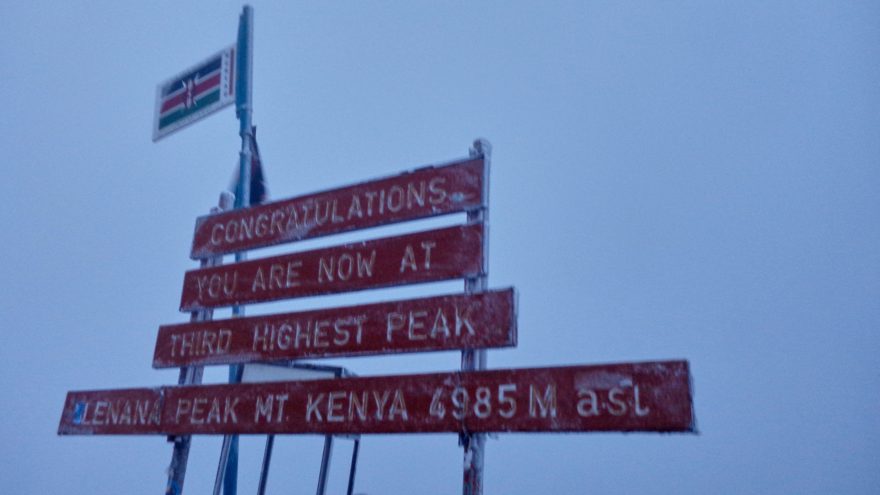 CONGRATULATIONS
YOU ARE NOW AT
THIRD HIGHEST PEAK
LENANA PEAK MT. KENYA 4985 M a.s.l